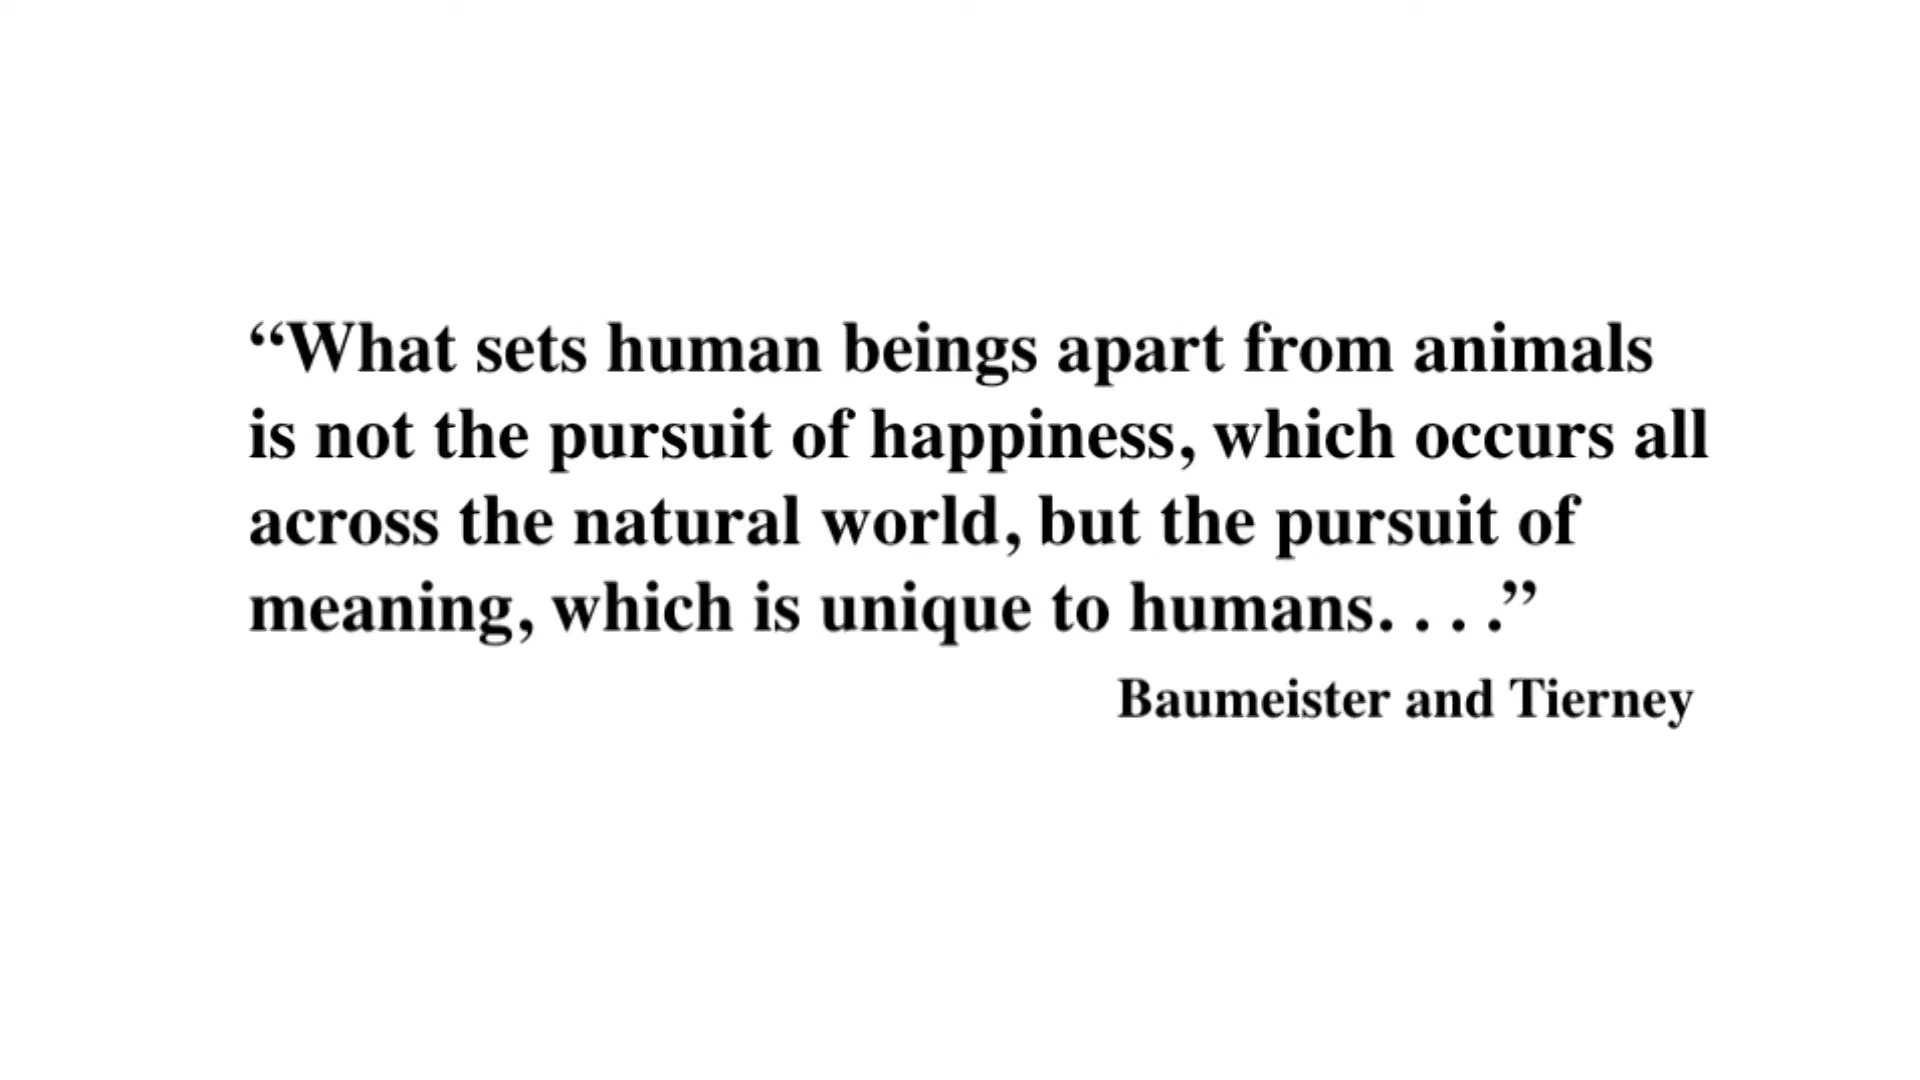 “What sets human beings apart from animals
is not the pursuit of happiness, which occurs all
across the natural world, but the pursuit of
meaning, which is unique to humans. . . .”
Baumeister and Tierney